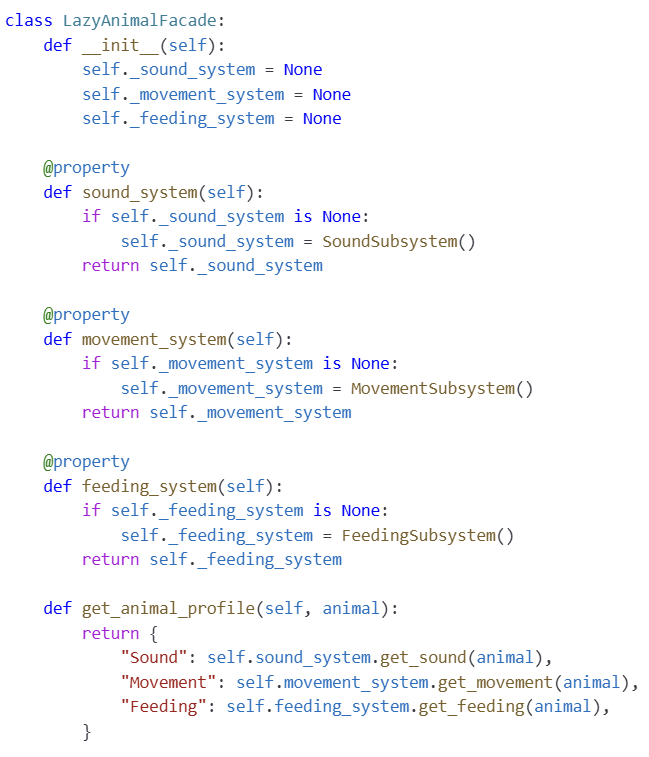 class LazyAnimalFacade:
    def __init__(self):
        self._sound_system = None
        self._movement_system = None
        self._feeding_system = None

    @property
    def sound_system(self):
        if self._sound_system is None:
            self._sound_system = SoundSubsystem()
        return self._sound_system

    @property
    def movement_system(self):
        if self._movement_system is None:
            self._movement_system = MovementSubsystem()
        return self._movement_system

    @property
    def feeding_system(self):
        if self._feeding_system is None:
            self._feeding_system = FeedingSubsystem()
        return self._feeding_system

    def get_animal_profile(self, animal):
        return {
            "Sound": self.sound_system.get_sound(animal),
            "Movement": self.movement_system.get_movement(animal),
            "Feeding": self.feeding_system.get_feeding(animal),
        }